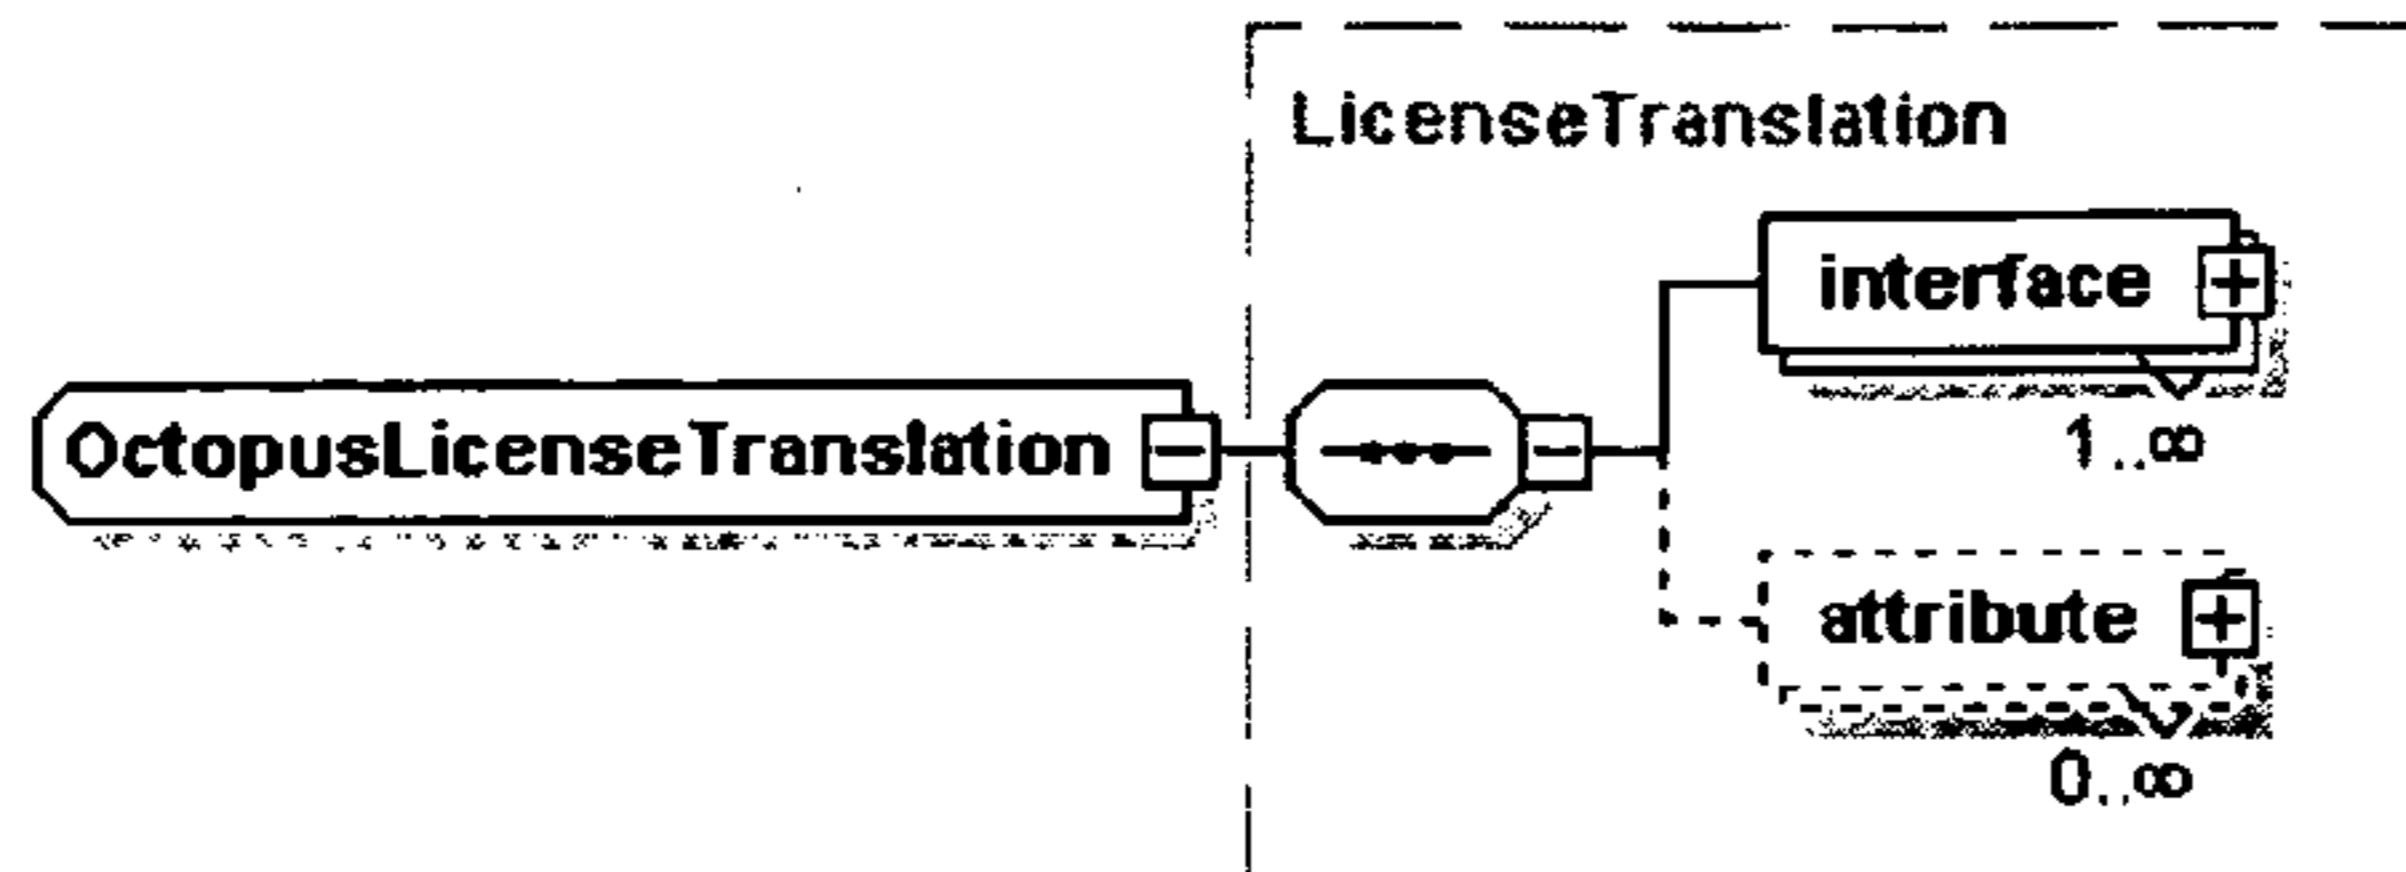 LicenseTranslation
interface
1..∞
OctopusLicenseTranslation
attribute
0..∞